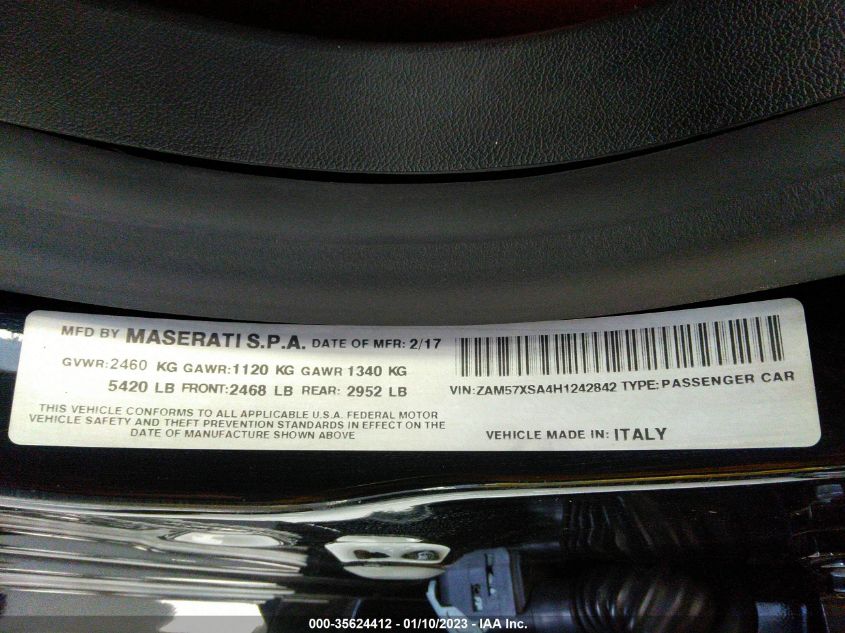 MFD BY MASERATI S.P.A. DATE OF MFR: 2/17
GVWR:2460 KG GAWR:1120 KG GAWR 1340 KG
5420 LB FRONT:2468 LB REAR: 2952 LB
THIS VEHICLE CONFORMS TO ALL APPLICABLE U.S.A. FEDERAL MOTOR
VEHICLE SAFETY AND THEFT PREVENTION STANDARDS IN EFFECT ON THE
DATE OF MANUFACTURE SHOWN ABOVE
VIN:ZAM57XSA4H1242842 TYPE:PASSENGER CAR
VEHICLE MADE IN: ITALY
000-35624412 - 01/10/2023 - © IAA Inc.